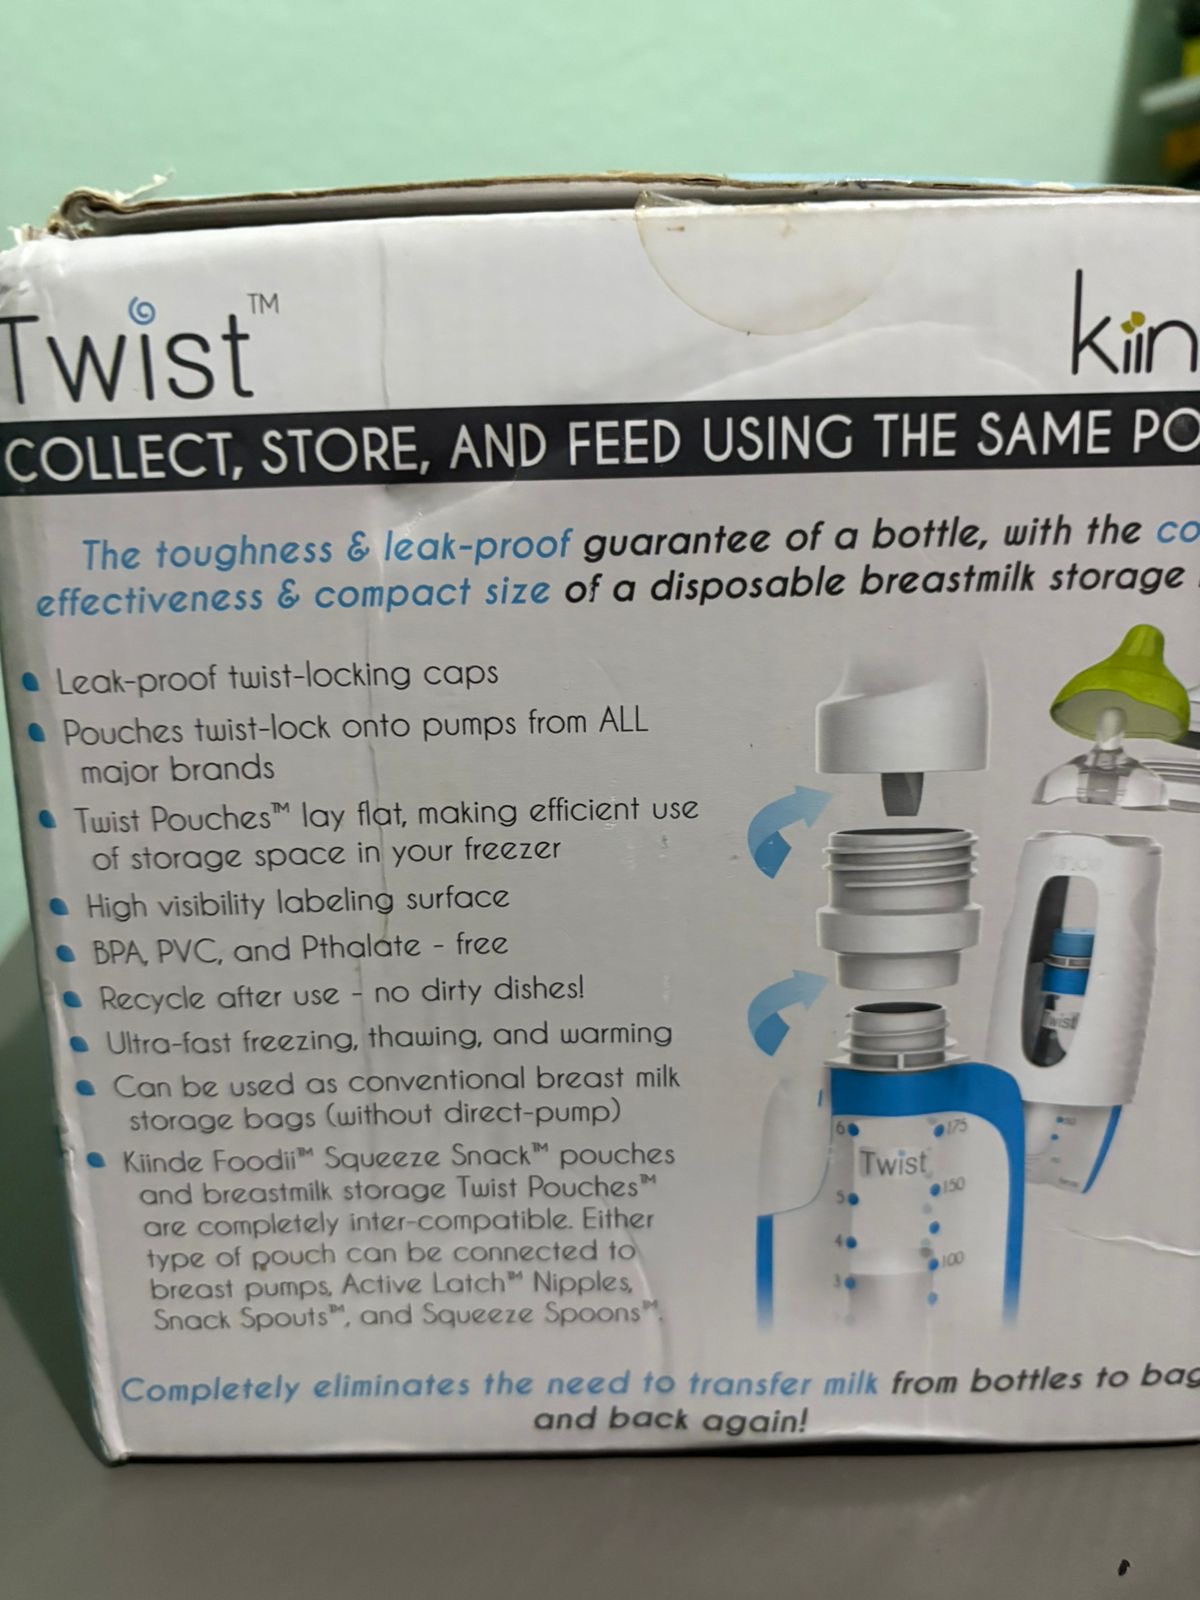 Twist™
kiin
COLLECT, STORE, AND FEED USING THE SAME PO
The toughness & leak-proof guarantee of a bottle, with the co
effectiveness & compact size of a disposable breastmilk storage
Leak-proof twist-locking caps
Pouches twist-lock onto pumps from ALL
major brands
Twist Pouches™ lay flat, making efficient use
of storage space in your freezer
High visibility labeling surface
BPA, PVC, and Pthalate - free
Recycle after use - no dirty dishes!
Ultra-fast freezing, thawing, and warming
Can be used as conventional breast milk
storage bags (without direct-pump)
Kiinde Foodii™ Squeeze Snack™ pouches
and breastmilk storage Twist Pouches™
are completely inter-compatible. Either
type of pouch can be connected to
breast pumps, Active Latch™ Nipples,
Snack Spouts™, and Squeeze Spoons™.
Completely eliminates the need to transfer milk from bottles to bag
and back again!
6 175
Twist
5 150
4 100
3
Twist